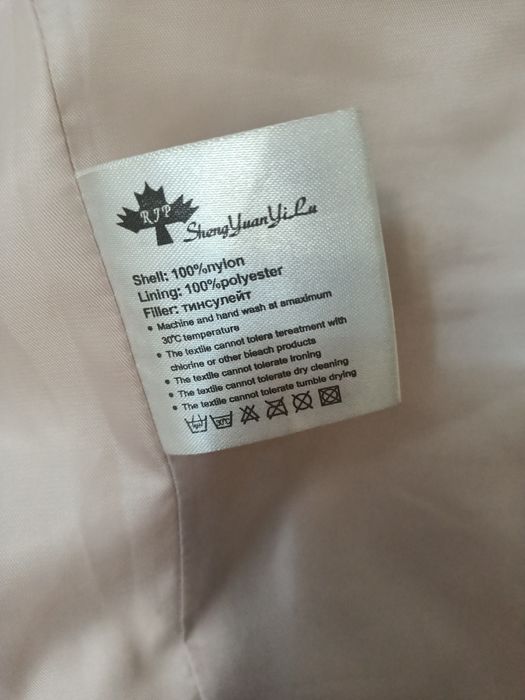 RJP
ShengYuanYiLu
Shell: 100%nylon
Lining: 100%polyester
Filler: тинсулейт
• Machine and hand wash at amaximum
30℃ temperature
• The textile cannot tolera tereatment with
chlorine or other bleach products
• The textile cannot tolerate ironing
• The textile cannot tolerate dry cleaning
• The textile cannot tolerate tumble drying
30℃